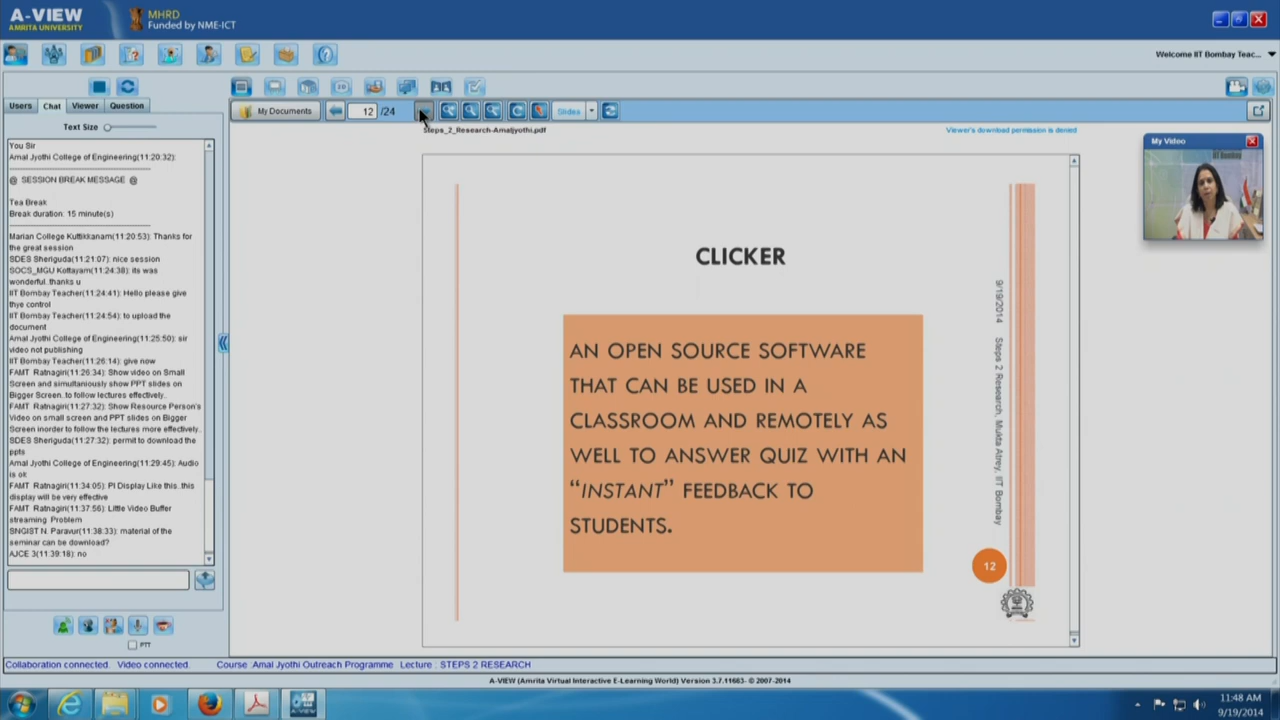 A-VIEW
AMRITA UNIVERSITY
MHRD
Funded by NME-ICT
Welcome IIT Bombay Teac...
Users Chat Viewer Question
Text Size
My Documents 12 /24 Slides
Steps_2_Research-Amaljyothi.pdf
Viewer's download permission is denied
My Video
You Sir
Amal Jyothi College of Engineering(11:20:32):
@ SESSION BREAK MESSAGE @
Tea Break
Break duration: 15 minute(s)
Marian College Kuttikkanam(11:20:53): Thanks for
the great session
SDES Sheriguda(11:21:07): nice session
SOCS_MGU Kottayam(11:24:38): its was
wonderful..thanks u
IIT Bombay Teacher(11:24:41): Hello please give
thye control
IIT Bombay Teacher(11:24:54): to upload the
document
Amal Jyothi College of Engineering(11:25:50): sir
video not publishing
IIT Bombay Teacher(11:26:14): give now
FAMT Ratnagiri(11:26:34): Show video on Small
Screen and simultaniously show PPT slides on
Bigger Screen..to follow lectures effectively..
FAMT Ratnagiri(11:27:32): Show Resource Person's
Video on small screen and PPT slides on Bigger
Screen inorder to follow the lectures more effectively..
SDES Sheriguda(11:27:32): permit to download the
ppts
Amal Jyothi College of Engineering(11:29:45): Audio
is ok
FAMT Ratnagiri(11:34:05): Pl Display Like this..this
display will be very effective
FAMT Ratnagiri(11:37:56): Little Video Buffer
streaming Problem
SNGIST N. Paravur(11:38:33): material of the
seminar can be download?
AJCE 3(11:39:18): no
PTT
CLICKER
AN OPEN SOURCE SOFTWARE
THAT CAN BE USED IN A
CLASSROOM AND REMOTELY AS
WELL TO ANSWER QUIZ WITH AN
“INSTANT” FEEDBACK TO
STUDENTS.
9/19/2014 Steps 2 Research, Mukta Atrey, IIT Bombay
12
IIT Bombay
Collaboration connected. Video connected. Course : Amal Jyothi Outreach Programme Lecture : STEPS 2 RESEARCH
A-VIEW (Amrita Virtual Interactive E-Learning World) Version 3.7.11663- © 2007-2014
A-VIEW
11:48 AM
9/19/2014